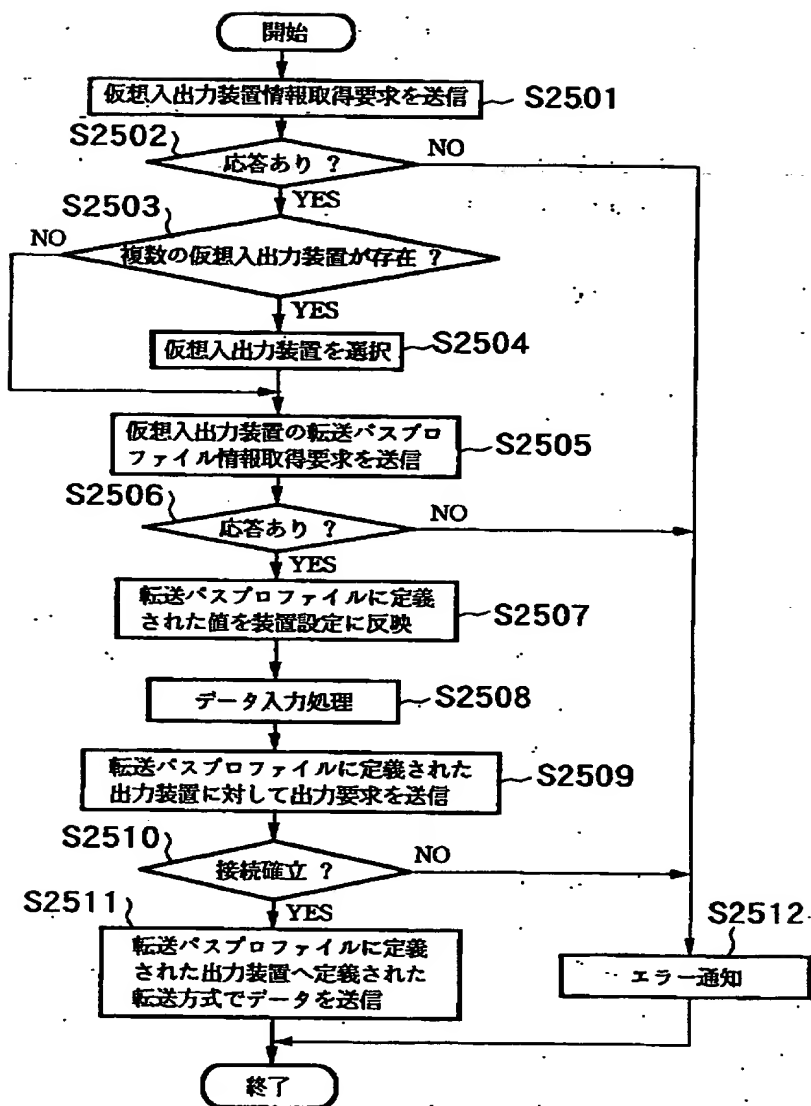 開始
仮想入出力装置情報取得要求を送信
S2501
S2502
応答あり ?
NO
YES
S2503
NO
複数の仮想入出力装置が存在 ?
YES
仮想入出力装置を選択
S2504
仮想入出力装置の転送パスプロ
ファイル情報取得要求を送信
S2505
S2506
応答あり ?
NO
YES
転送パスプロファイルに定義
された値を装置設定に反映
S2507
データ入力処理
S2508
転送パスプロファイルに定義された
出力装置に対して出力要求を送信
S2509
S2510
接続確立 ?
NO
YES
S2511
転送パスプロファイルに定義
された出力装置へ定義された
転送方式でデータを送信
S2512
エラー通知
終了